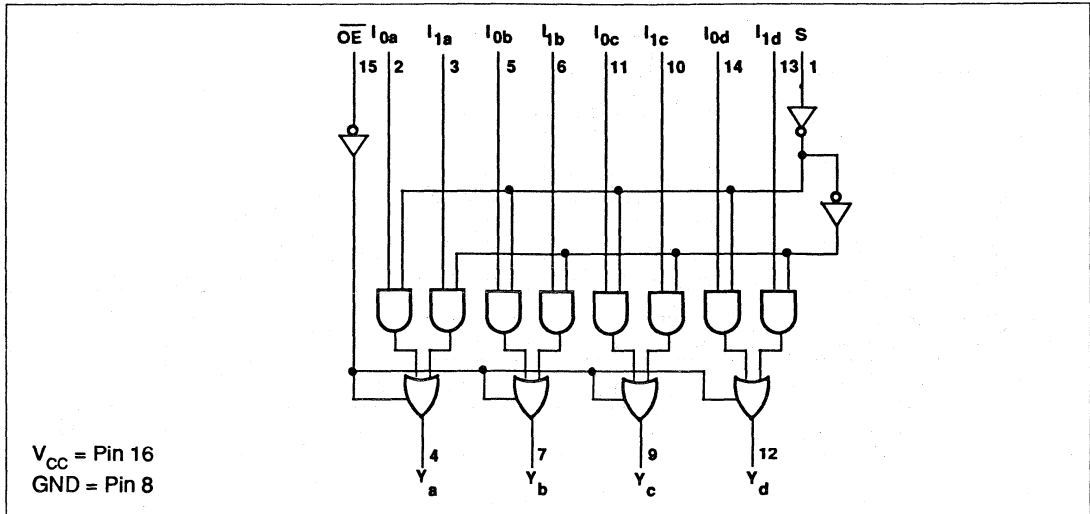 OE I0a I1a I0b I1b I0c I1c I0d I1d S
15 2 3 5 6 11 10 14 13 1
4 7 9 12
Ya Yb Yc Yd
VCC = Pin 16
GND = Pin 8